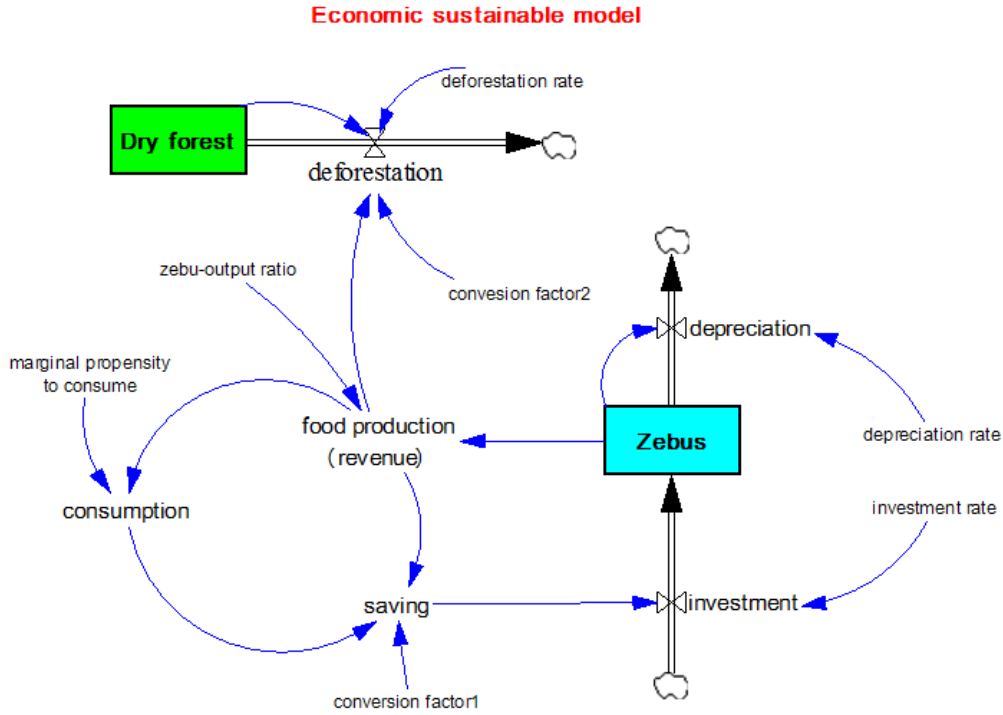 Economic sustainable model
deforestation rate
Dry forest
deforestation
zebu-output ratio
convesion factor2
depreciation
marginal propensity
to consume
food production
(revenue)
Zebus
depreciation rate
consumption
investment rate
saving
investment
conversion factor1